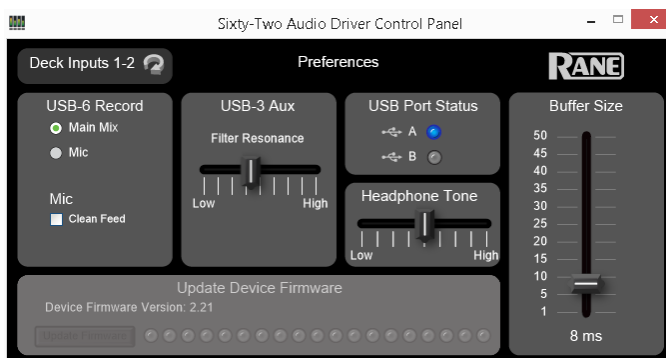 Sixty-Two Audio Driver Control Panel
Deck Inputs 1-2
Preferences
RANE
USB-6 Record
Main Mix
Mic
Mic
Clean Feed
USB-3 Aux
Filter Resonance
Low High
USB Port Status
A
B
Headphone Tone
Low High
Buffer Size
50
45
40
35
30
25
20
15
10
5
1
8 ms
Update Device Firmware
Device Firmware Version: 2.21
Update Firmware